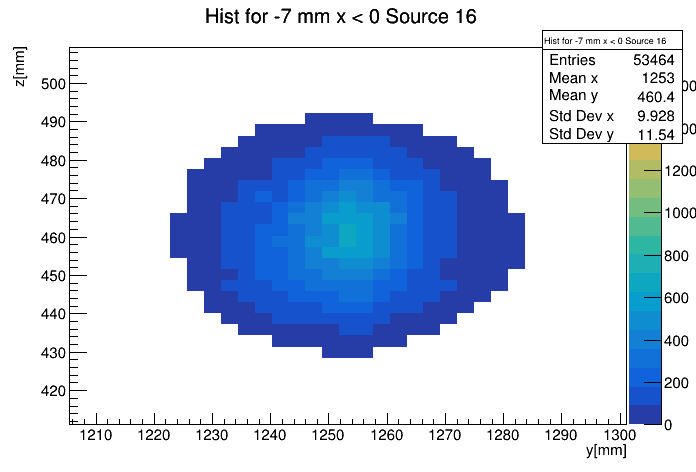 Hist for -7 mm x < 0 Source 16
z[mm]
Hist for -7 mm x < 0 Source 16
Entries 53464
Mean x 1253
Mean y 460.4
Std Dev x 9.928
Std Dev y 11.54
500
490
480
470
460
450
440
430
420
1210 1220 1230 1240 1250 1260 1270 1280 1290 1300
y[mm]
1200
1000
800
600
400
200
0